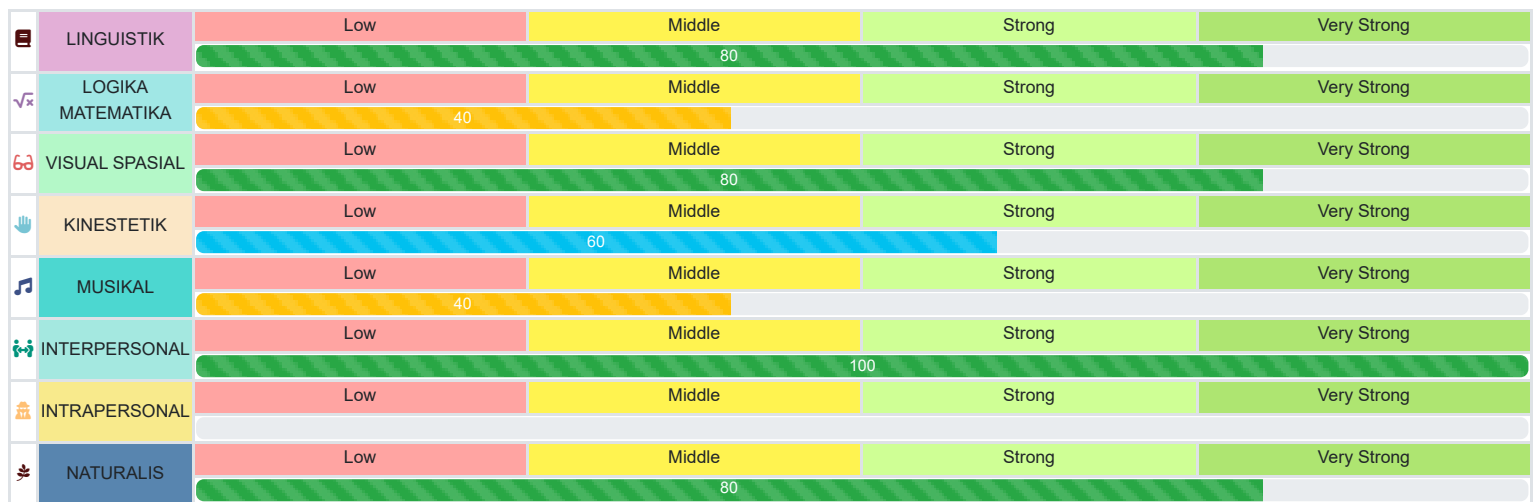 Low Middle Strong Very Strong
LINGUISTIK
80
Low Middle Strong Very Strong
LOGIKA
MATEMATIKA
40
Low Middle Strong Very Strong
VISUAL SPASIAL
80
Low Middle Strong Very Strong
KINESTETIK
60
Low Middle Strong Very Strong
MUSIKAL
40
Low Middle Strong Very Strong
INTERPERSONAL
100
Low Middle Strong Very Strong
INTRAPERSONAL
Low Middle Strong Very Strong
NATURALIS
80